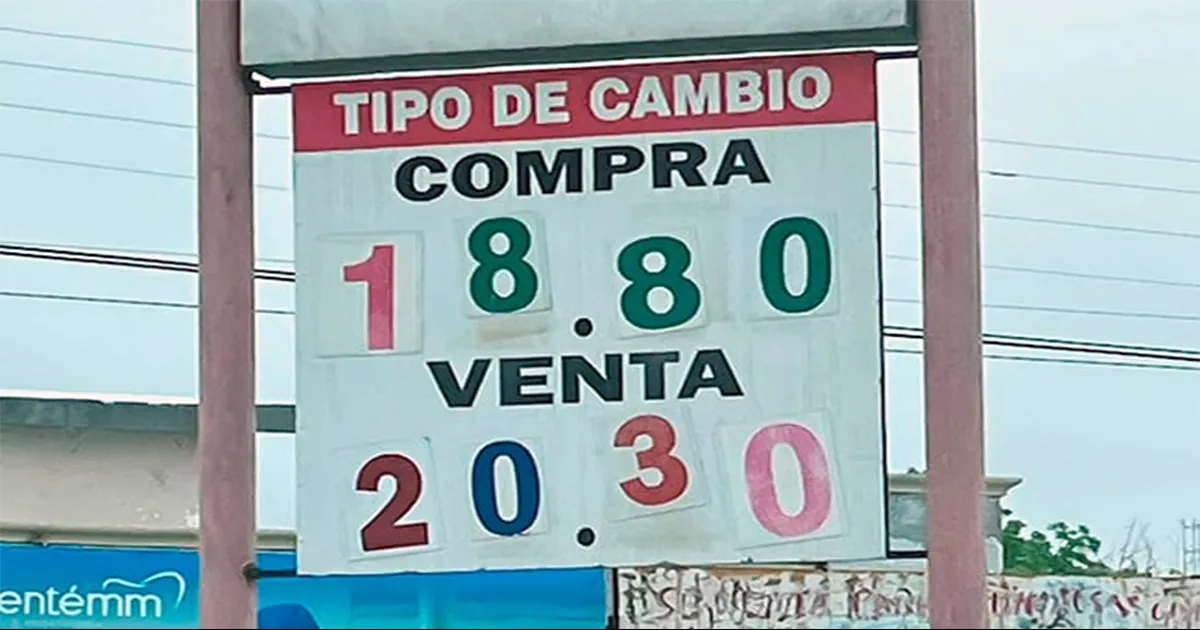 TIPO DE CAMBIO
COMPRA
18.80
VENTA
20.30
entémm